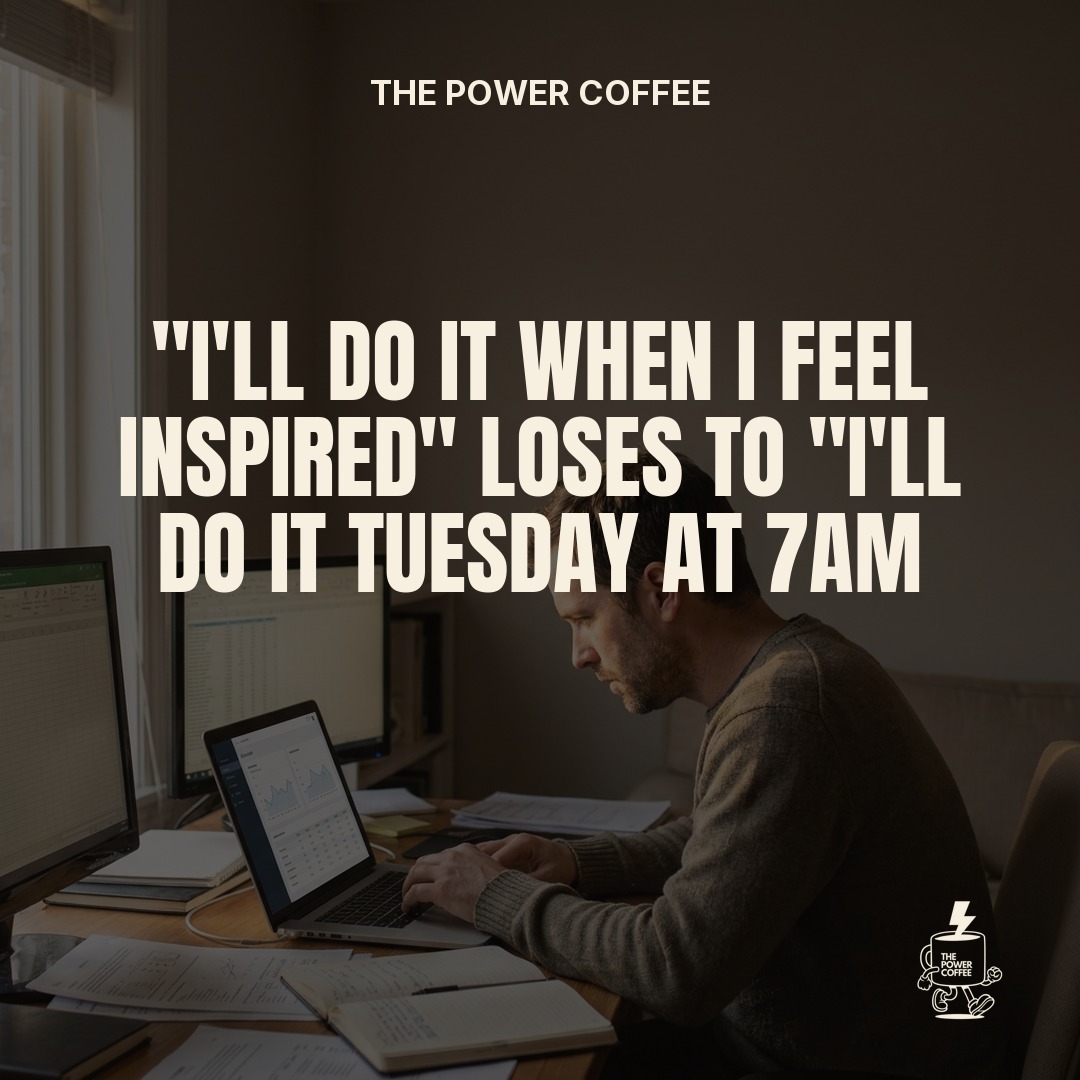 THE POWER COFFEE
"I'LL DO IT WHEN I FEEL
INSPIRED" LOSES TO "I'LL
DO IT TUESDAY AT 7AM
THE
POWER
COFFEE